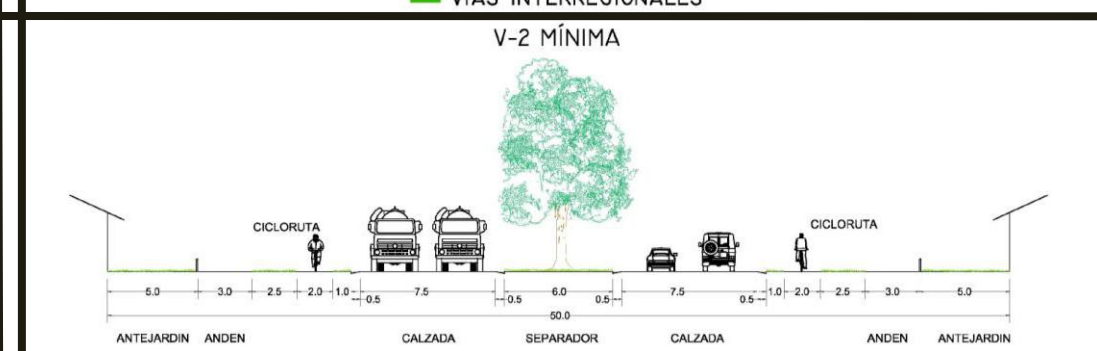 VIAS INTERREGIONALES
V-2 MÍNIMA
CICLORUTA CICLORUTA
5.0 3.0 2.5 2.0 1.0 0.5 7.5 0.5 6.0 0.5 7.5 0.5 1.0 2.0 2.5 3.0 5.0
50.0
ANTEJARDIN ANDEN CALZADA SEPARADOR CALZADA ANDEN ANTEJARDIN